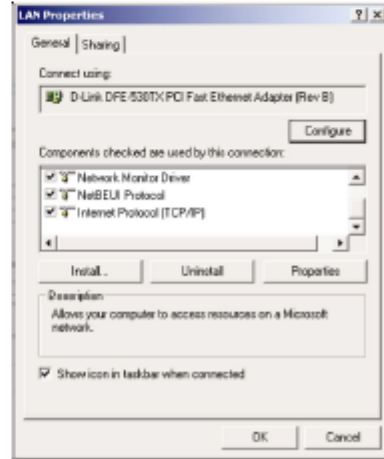 LAN Properties
General Sharing
Connect using:
D-Link DFE-530TX PCI Fast Ethernet Adapter (Rev B)
Configure
Components checked are used by this connection:
Network Monitor Driver
NetBEUI Protocol
Internet Protocol (TCP/IP)
Install... Uninstall Properties
Description
Allows your computer to access resources on a Microsoft
network.
Show icon in taskbar when connected
OK Cancel